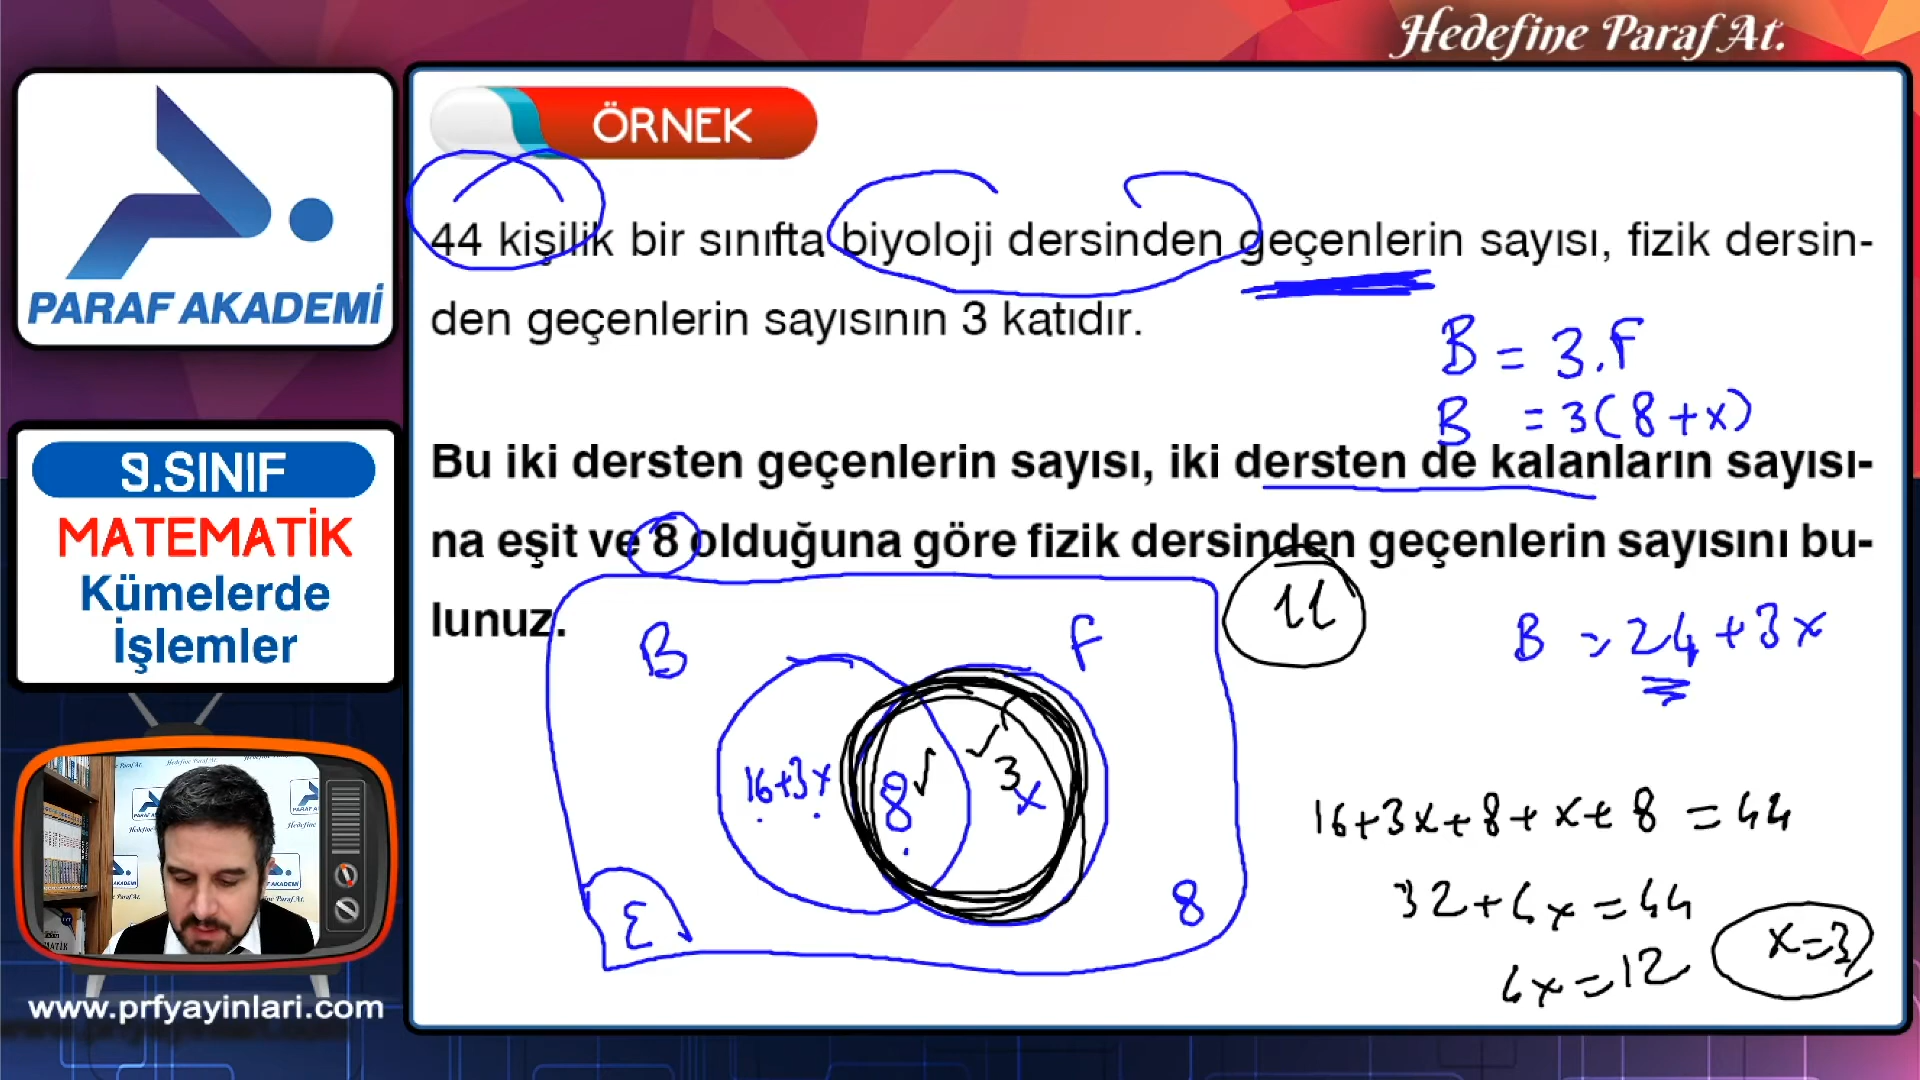 Hedefine Paraf At.
PARAF AKADEMİ
9.SINIF
MATEMATİK
Kümelerde
İşlemler
www.prfyayinlari.com
ÖRNEK
44 kişilik bir sınıfta biyoloji dersinden geçenlerin sayısı, fizik dersin-
den geçenlerin sayısının 3 katıdır.
B = 3.F
B = 3(8+x)
Bu iki dersten geçenlerin sayısı, iki dersten de kalanların sayısı-
na eşit ve 8 olduğuna göre fizik dersinden geçenlerin sayısını bu-
lunuz.
11
B = 24+3x
B
F
16+3x
8
3
x
8
E
16+3x+8+x+8 = 44
32+4x=44
4x=12
x=3